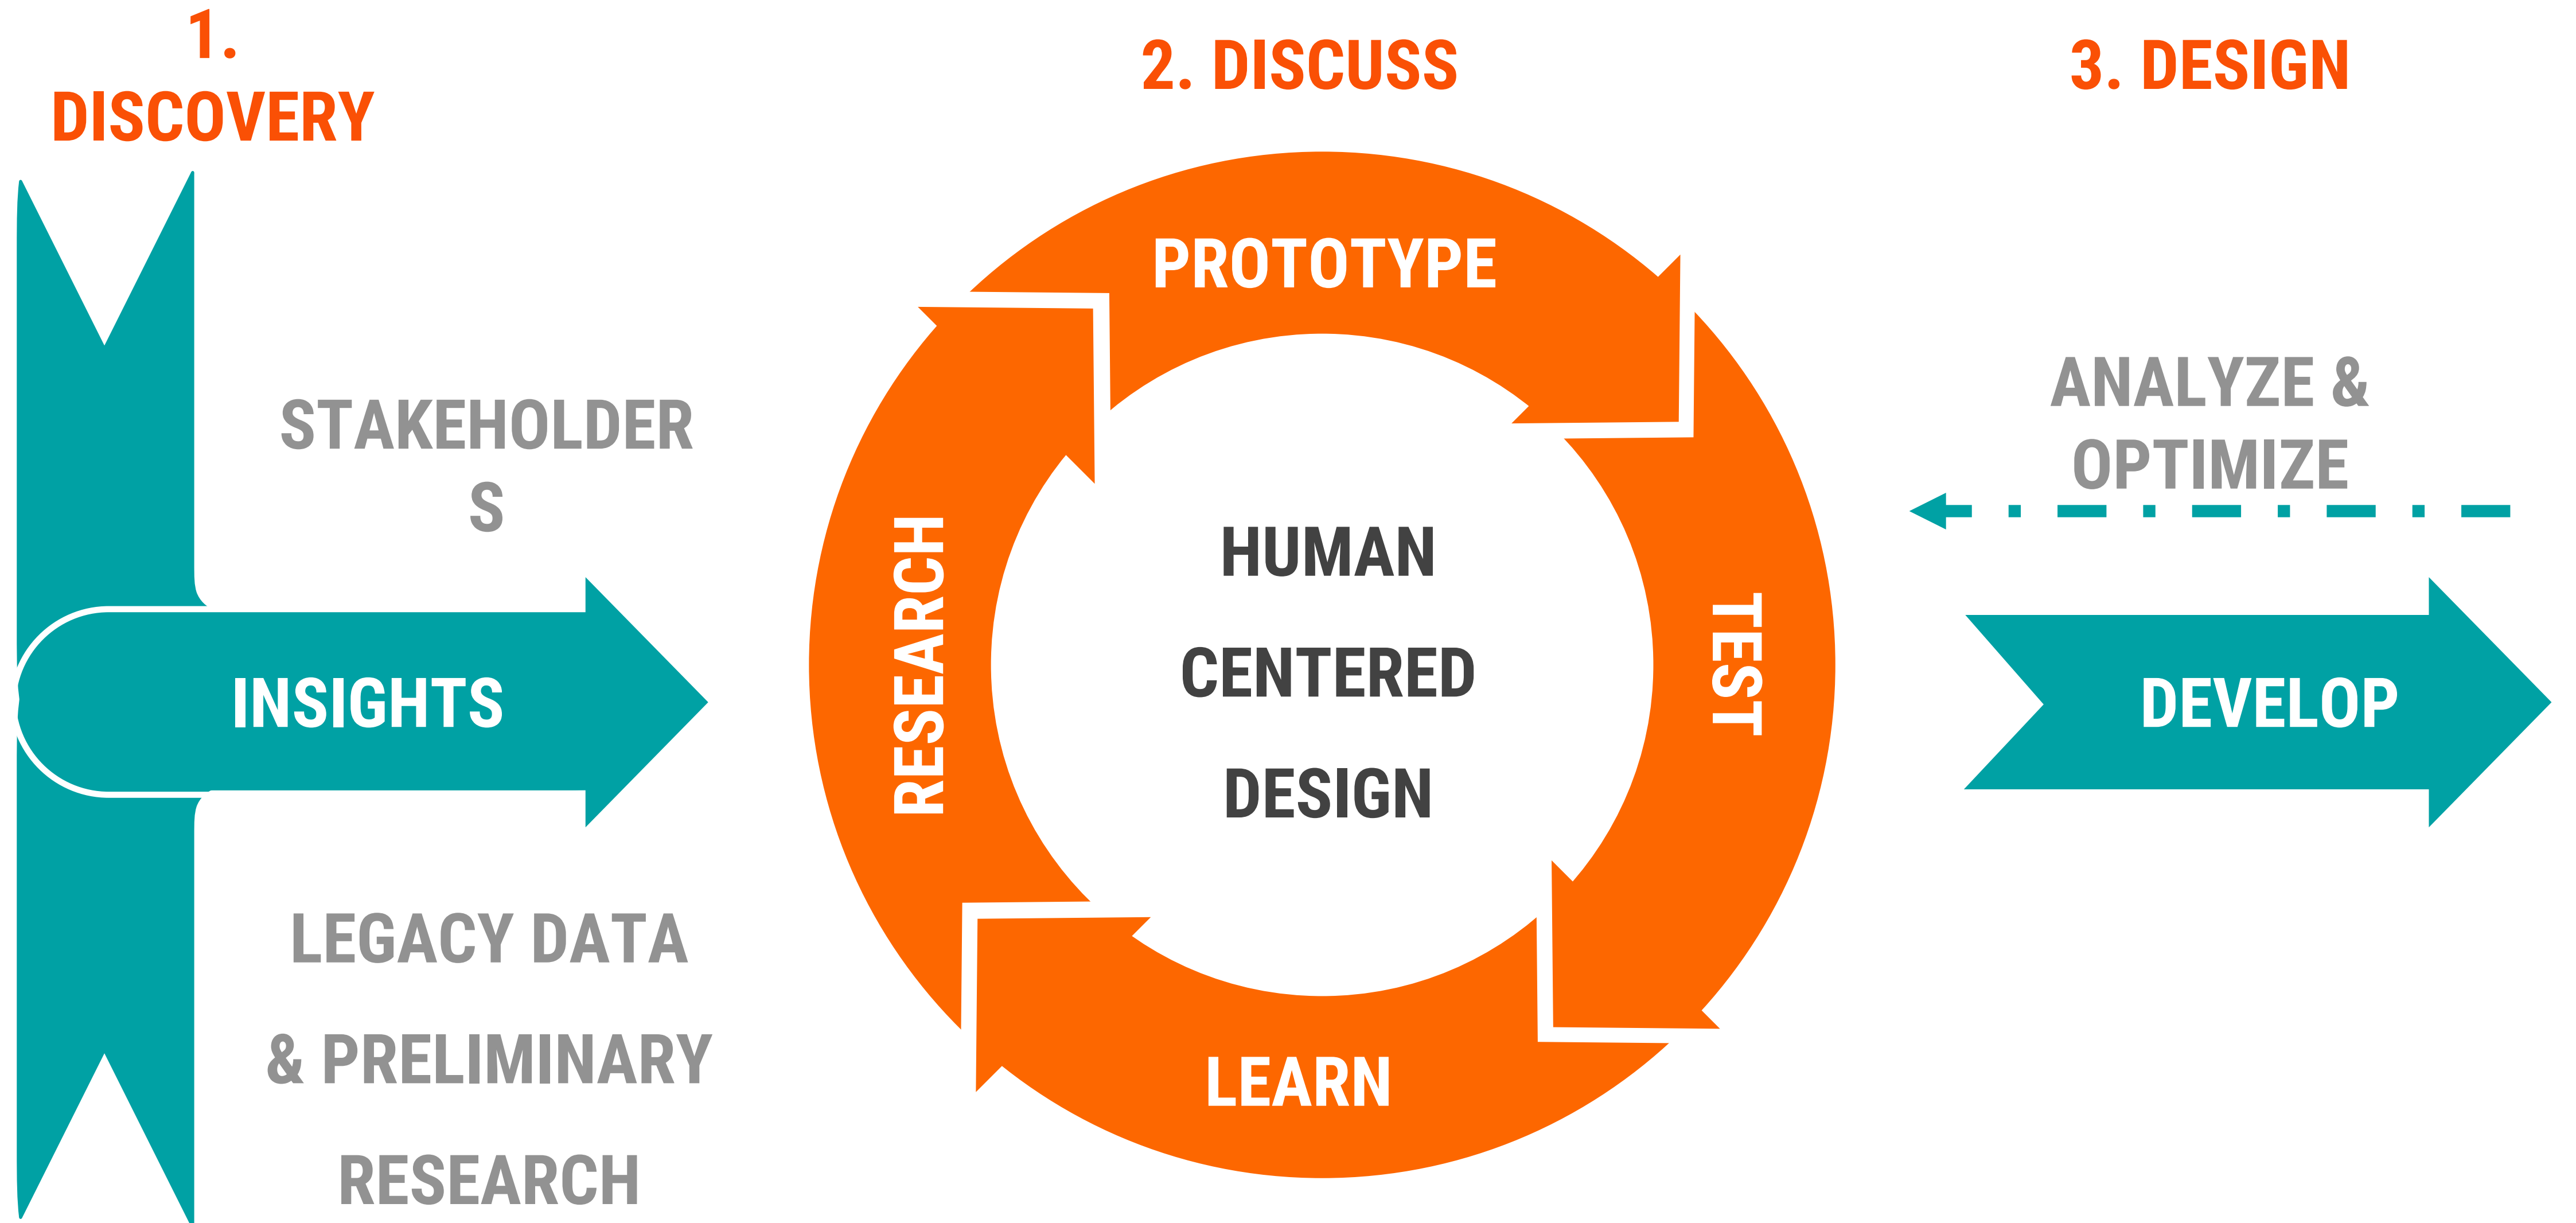 1.
DISCOVERY
STAKEHOLDER
S
INSIGHTS
LEGACY DATA
& PRELIMINARY
RESEARCH
2. DISCUSS
PROTOTYPE
TEST
LEARN
RESEARCH
HUMAN
CENTERED
DESIGN
3. DESIGN
ANALYZE &
OPTIMIZE
DEVELOP